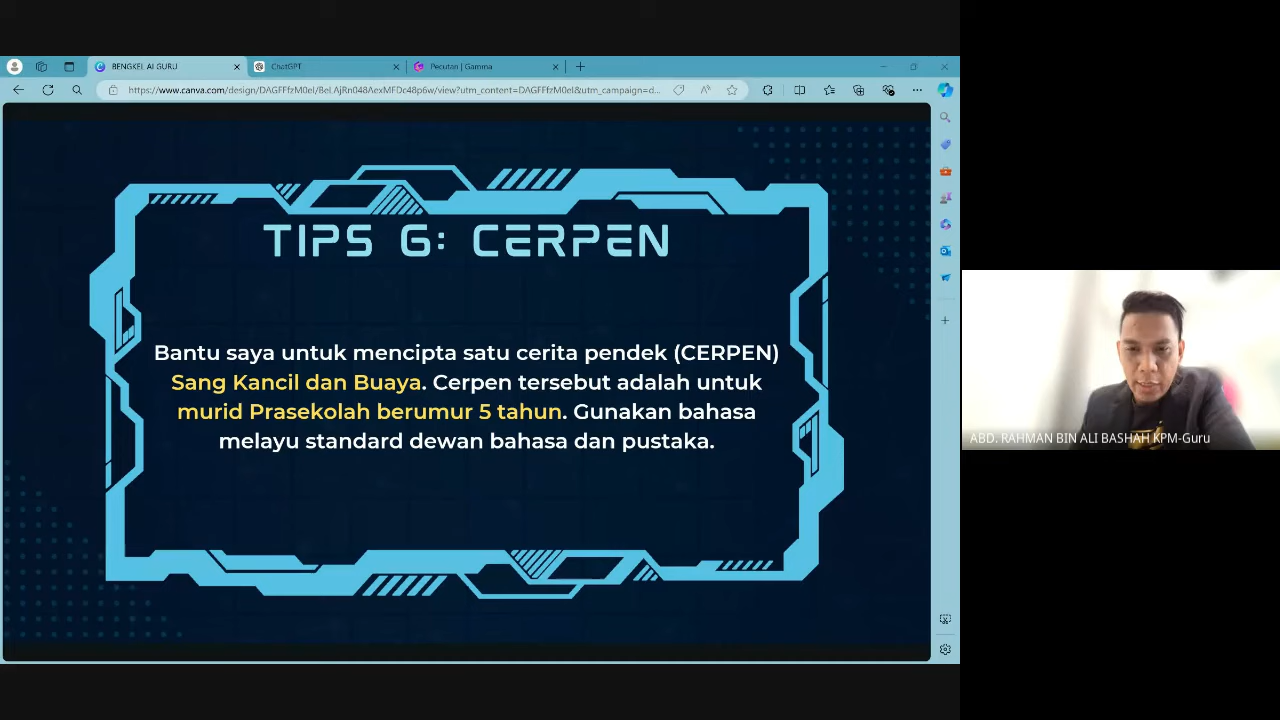 BENGKEL AI GURU
ChatGPT
Pecutan | Gamma
TIPS 6: CERPEN
Bantu saya untuk mencipta satu cerita pendek (CERPEN)
Sang Kancil dan Buaya. Cerpen tersebut adalah untuk
murid Prasekolah berumur 5 tahun. Gunakan bahasa
melayu standard dewan bahasa dan pustaka.
ABD. RAHMAN BIN ALI BASHAH KPM-Guru